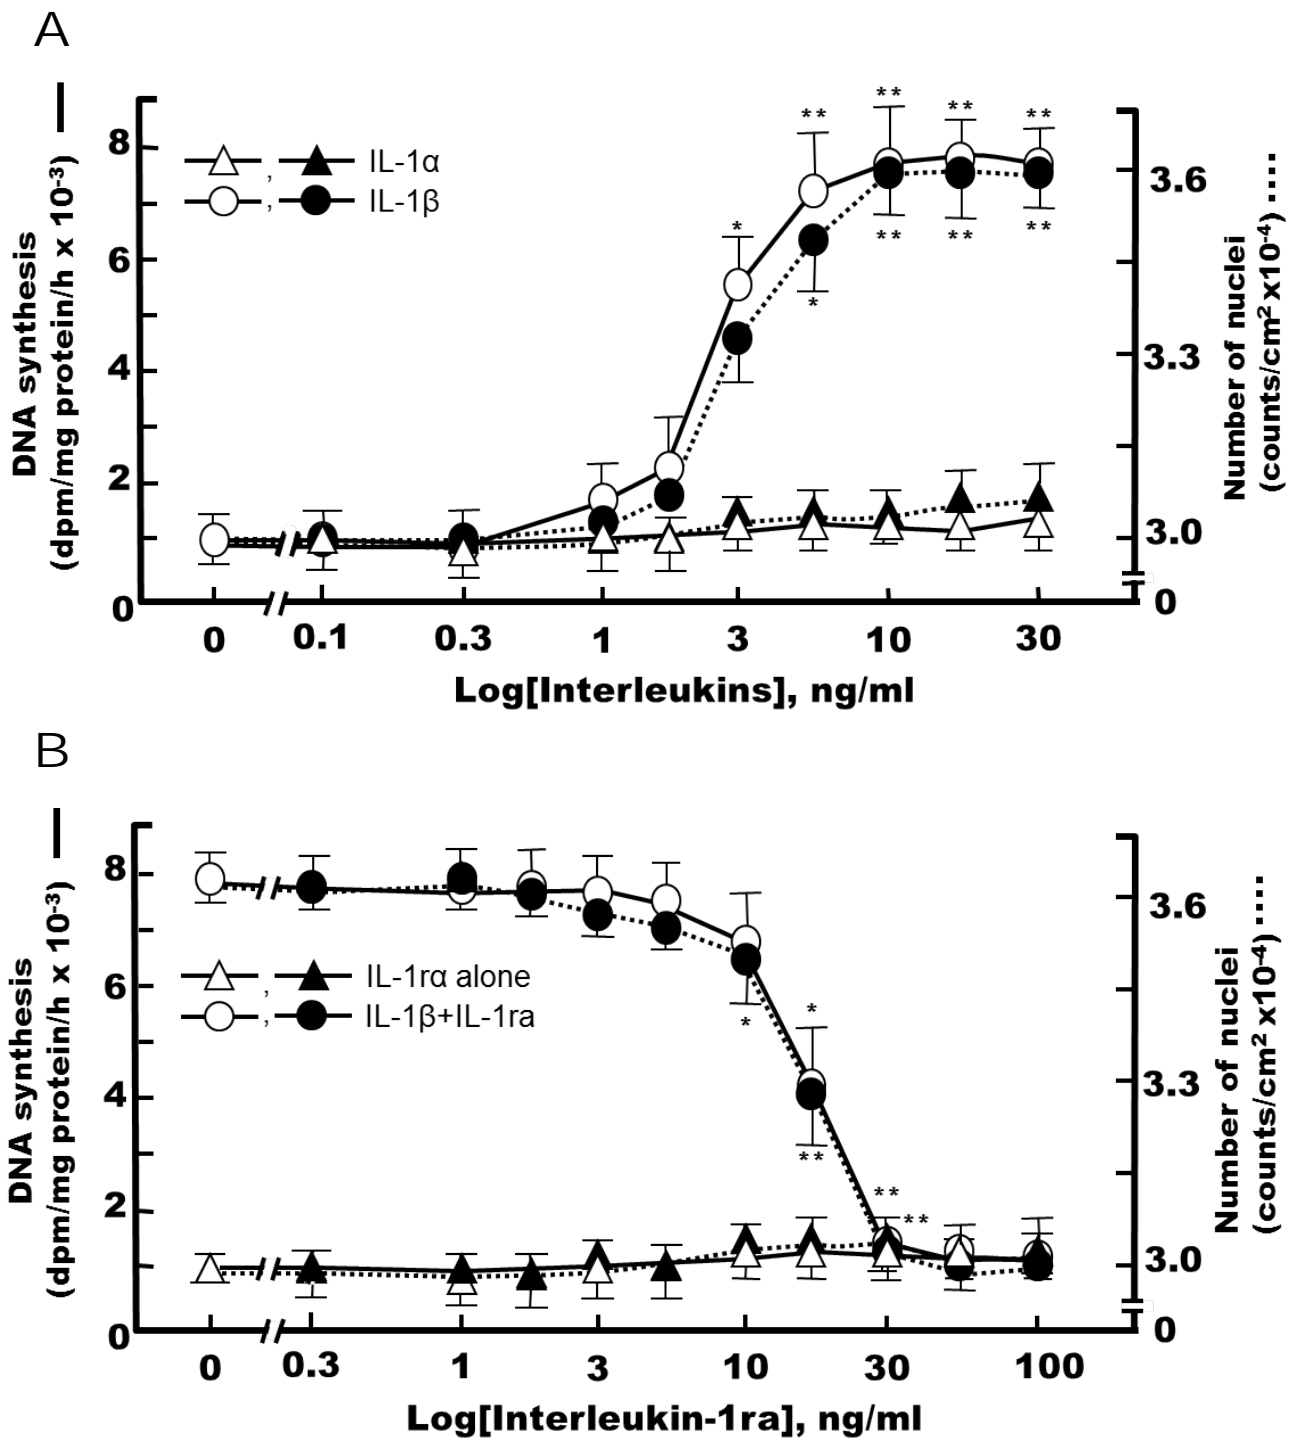 A
DNA synthesis
(dpm/mg protein/h x 10-3)
8
6
4
2
0
IL-1α
IL-1β
*
**
**
**
**
*
**
**
**
3.6
3.3
3.0
0
Number of nuclei
(counts/cm2 x10-4)
0 0.1 0.3 1 3 10 30
Log[Interleukins], ng/ml
B
DNA synthesis
(dpm/mg protein/h x 10-3)
8
6
4
2
0
IL-1rα alone
IL-1β+IL-1ra
*
*
**
**
**
3.6
3.3
3.0
0
Number of nuclei
(counts/cm2 x10-4)
0 0.3 1 3 10 30 100
Log[Interleukin-1ra], ng/ml